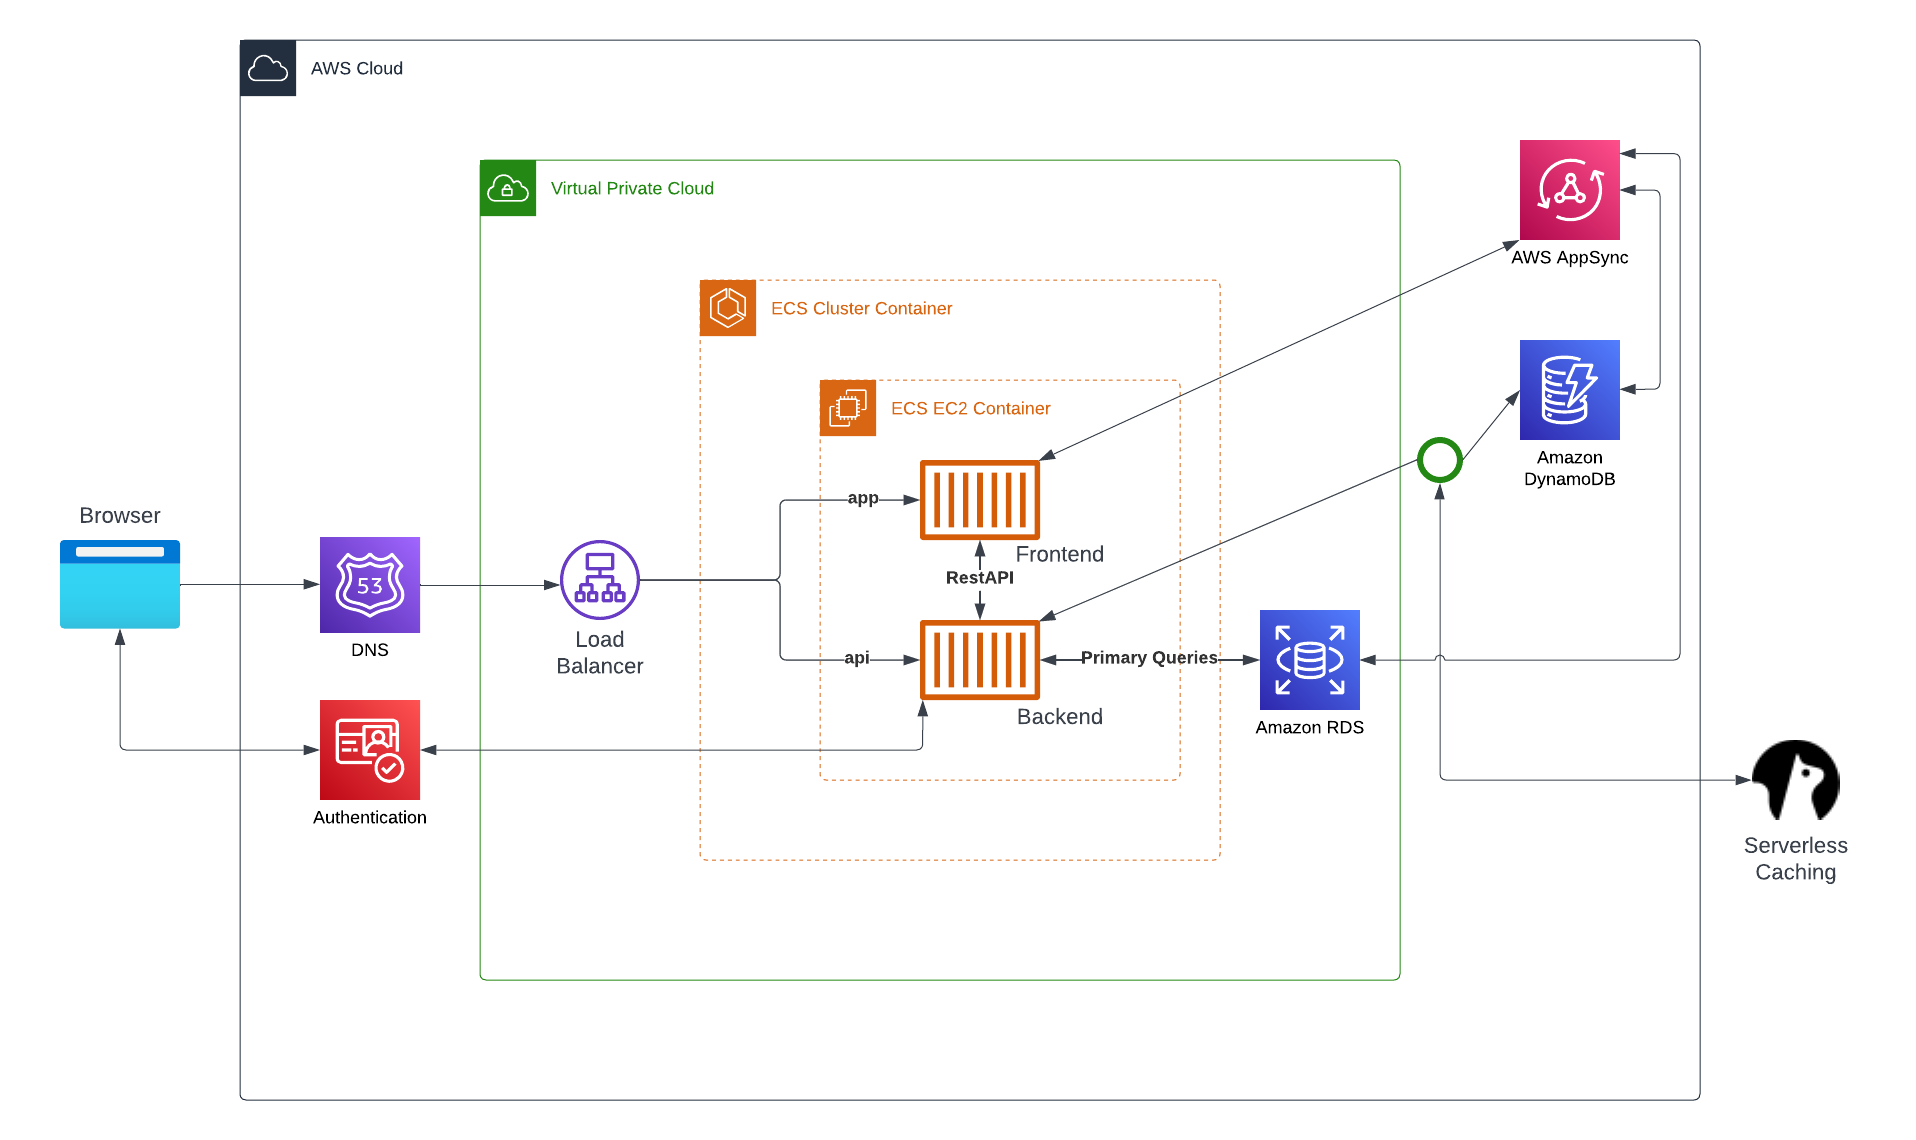 AWS Cloud
Virtual Private Cloud
AWS AppSync
ECS Cluster Container
ECS EC2 Container
Amazon
DynamoDB
app
Browser
Frontend
RestAPI
53
DNS
Load
Balancer
api
Primary Queries
Backend
Amazon RDS
Authentication
Serverless
Caching